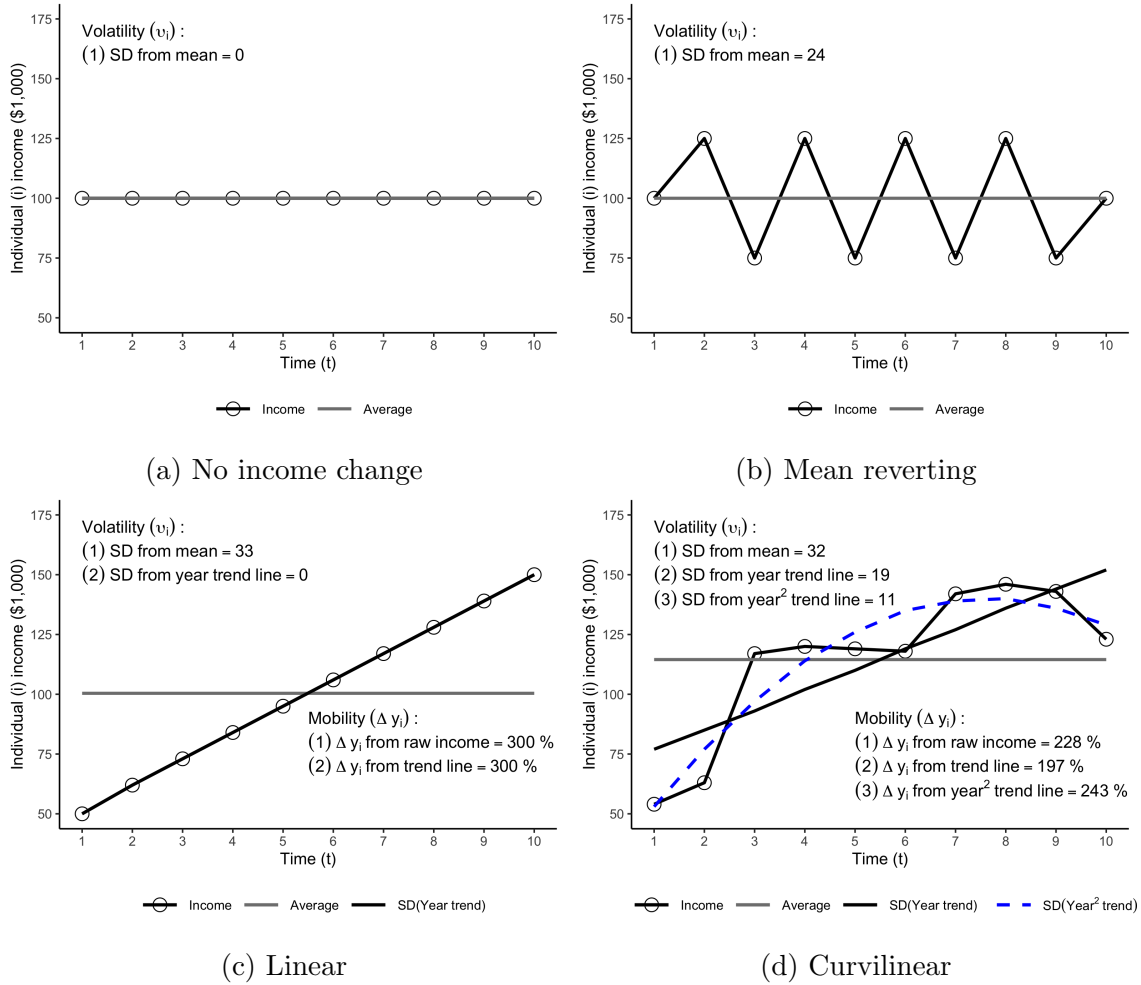 Volatility (υi) :
(1) SD from mean = 0
Individual (i) income ($1,000)
175
150
125
100
75
50
1 2 3 4 5 6 7 8 9 10
Time (t)
Income Average
(a) No income change
Volatility (υi) :
(1) SD from mean = 24
Individual (i) income ($1,000)
175
150
125
100
75
50
1 2 3 4 5 6 7 8 9 10
Time (t)
Income Average
(b) Mean reverting
Volatility (υi) :
(1) SD from mean = 33
(2) SD from year trend line = 0
Individual (i) income ($1,000)
175
150
125
100
75
50
Mobility (Δ yi) :
(1) Δ yi from raw income = 300 %
(2) Δ yi from trend line = 300 %
1 2 3 4 5 6 7 8 9 10
Time (t)
Income Average SD(Year trend)
(c) Linear
Volatility (υi) :
(1) SD from mean = 32
(2) SD from year trend line = 19
(3) SD from year² trend line = 11
Individual (i) income ($1,000)
175
150
125
100
75
50
Mobility (Δ yi) :
(1) Δ yi from raw income = 228 %
(2) Δ yi from trend line = 197 %
(3) Δ yi from year² trend line = 243 %
1 2 3 4 5 6 7 8 9 10
Time (t)
Income Average SD(Year trend) SD(Year² trend)
(d) Curvilinear